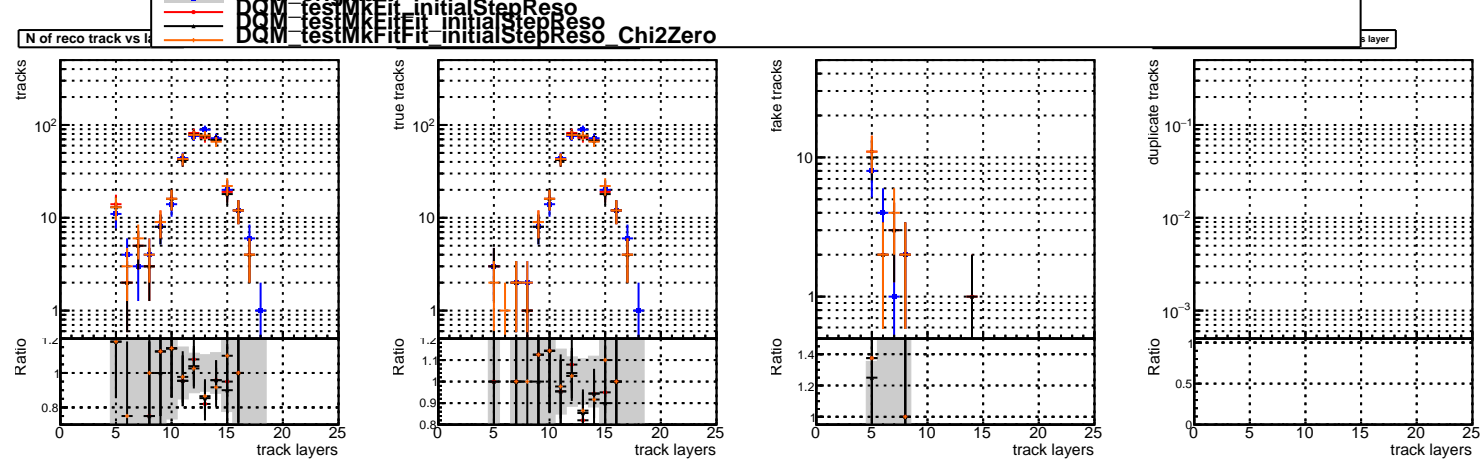 DQM_testMkFit_initialStepReso
DQM_testMkFitFit_initialStepReso
DQM_testMkFitFit_initialStepReso_Chi2Zero
N of reco track vs
layer
tracks
10²
10
1
Ratio
1.2
1
0.8
0 5 10 15 20 25
track layers
true tracks
10²
10
1
Ratio
1.2
1.1
1
0.9
0.8
0 5 10 15 20 25
track layers
fake tracks
10
1
Ratio
1.4
1.2
1
0 5 10 15 20 25
track layers
duplicate tracks
10⁻¹
10⁻²
10⁻³
Ratio
1
0.5
0
0 5 10 15 20 25
track layers